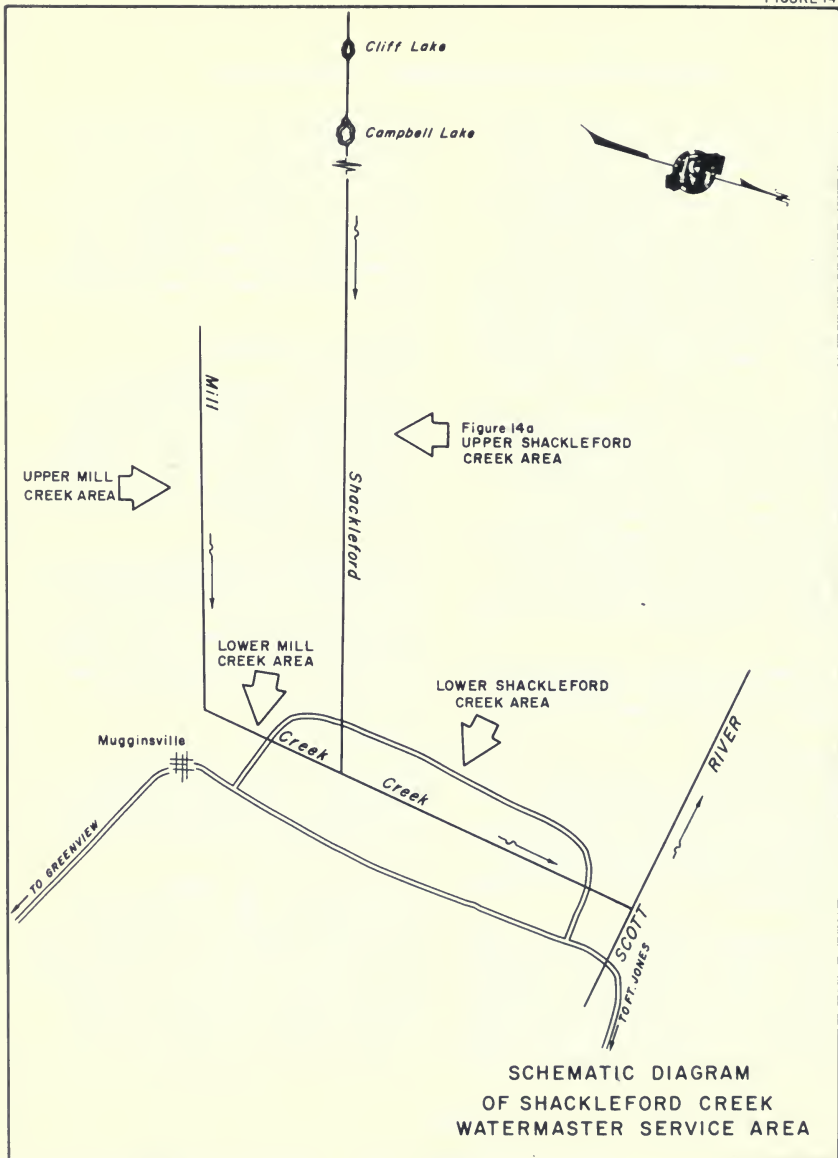 FIGURE 14
Cliff Lake
Campbell Lake
N
Mill
Figure 14a
UPPER SHACKLEFORD
CREEK AREA
UPPER MILL
CREEK AREA
Shackleford
LOWER MILL
CREEK AREA
LOWER SHACKLEFORD
CREEK AREA
Mugginsville
Creek
Creek
RIVER
TO GREENVIEW
SCOTT
TO FT. JONES
SCHEMATIC DIAGRAM
OF SHACKLEFORD CREEK
WATERMASTER SERVICE AREA